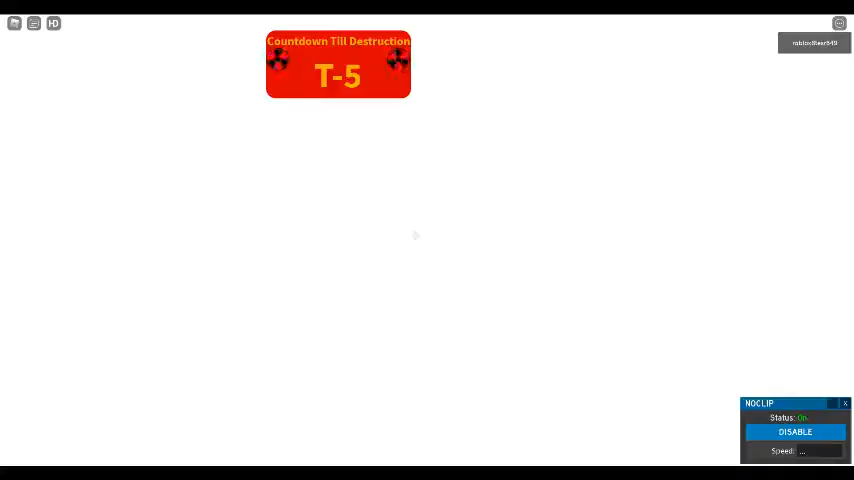 HD
Countdown Till Destruction
T-5
NOCLIP
X
Status: On
DISABLE
Speed: ...